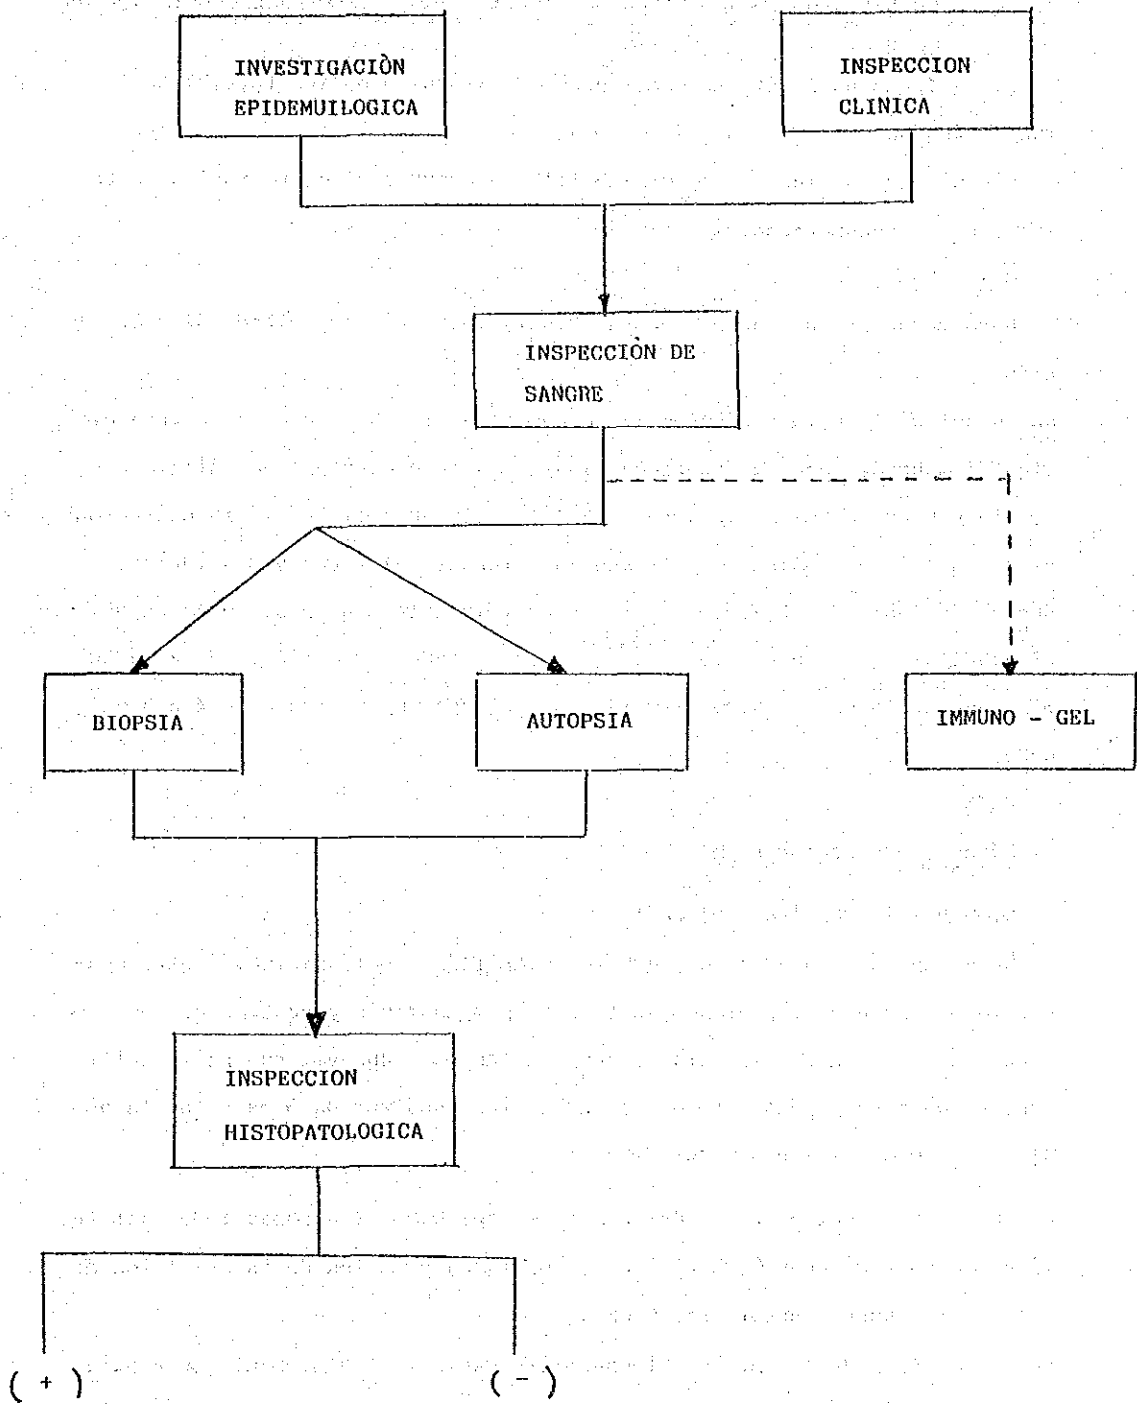 INVESTIGACIÒN
EPIDEMUILOGICA
INSPECCION
CLINICA
INSPECCIÒN DE
SANGRE
BIOPSIA
AUTOPSIA
IMMUNO - GEL
INSPECCION
HISTOPATOLOGICA
( + )
( - )